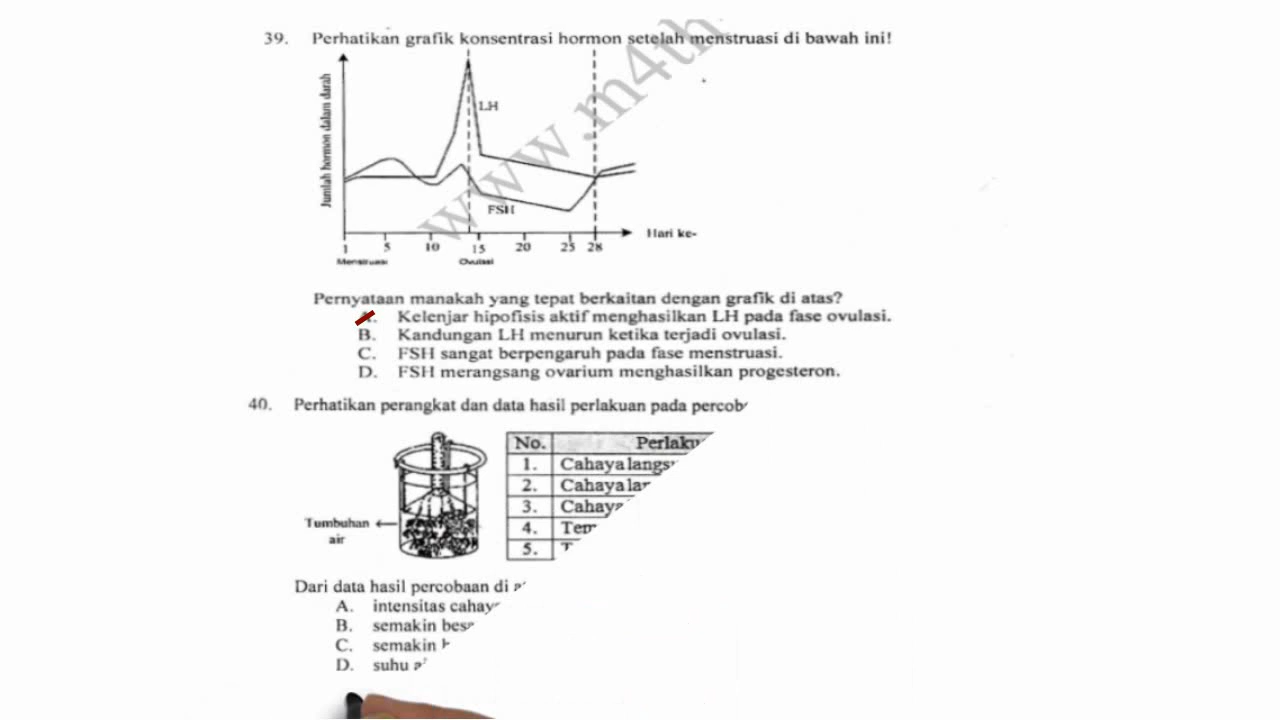 39. Perhatikan grafik konsentrasi hormon setelah menstruasi di bawah ini!
Jumlah hormon dalam darah
LH
FSH
Hari ke-
1 5 10 15 20 25 28
Menstruasi Ovulasi
www.m4th
Pernyataan manakah yang tepat berkaitan dengan grafik di atas?
A. Kelenjar hipofisis aktif menghasilkan LH pada fase ovulasi.
B. Kandungan LH menurun ketika terjadi ovulasi.
C. FSH sangat berpengaruh pada fase menstruasi.
D. FSH merangsang ovarium menghasilkan progesteron.
40. Perhatikan perangkat dan data hasil perlakuan pada
No.
1. Cahaya
2. Cahaya
3.
4.
5.
Tumbuhan
air
Dari data hasil percobaan di
A. intensitas
B. semakin
C. semakin
D. suhu